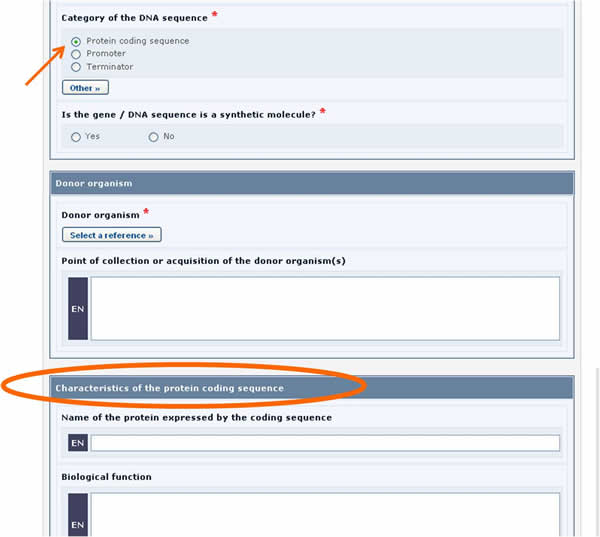 Category of the DNA sequence *
Protein coding sequence
Promoter
Terminator
Other »
Is the gene / DNA sequence is a synthetic molecule? *
Yes No
Donor organism
Donor organism *
Select a reference »
Point of collection or acquisition of the donor organism(s)
EN
Characteristics of the protein coding sequence
Name of the protein expressed by the coding sequence
EN
Biological function
EN